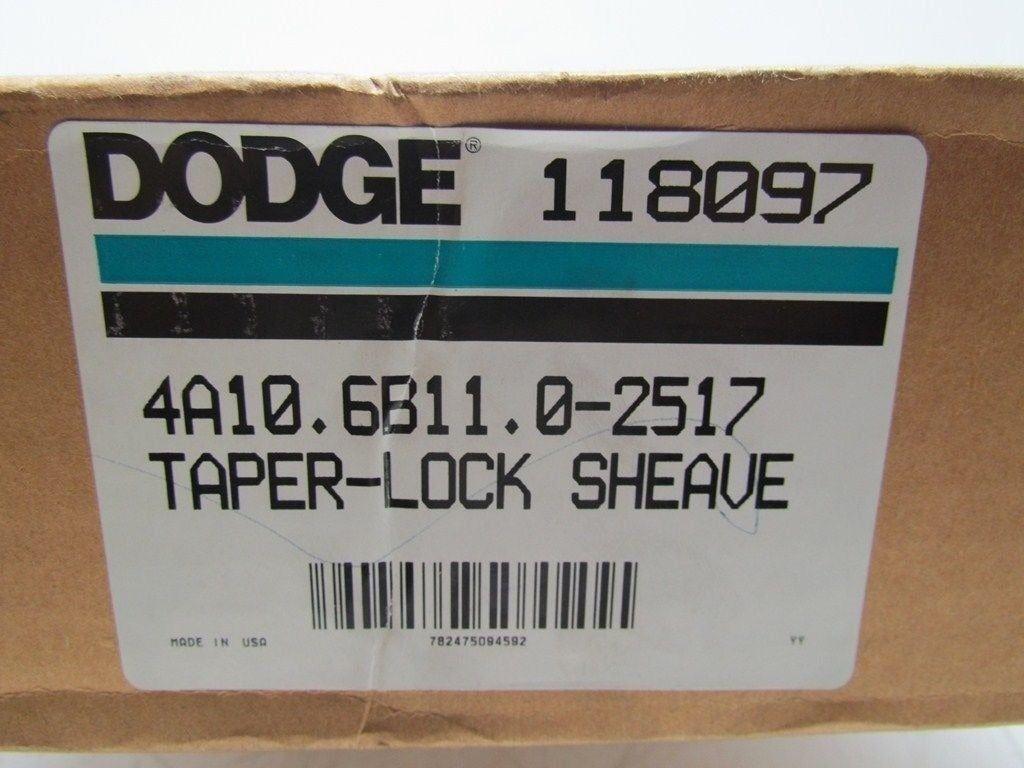 DODGE® 118097
4A10.6B11.0-2517
TAPER-LOCK SHEAVE
782475094592
MADE IN USA YY